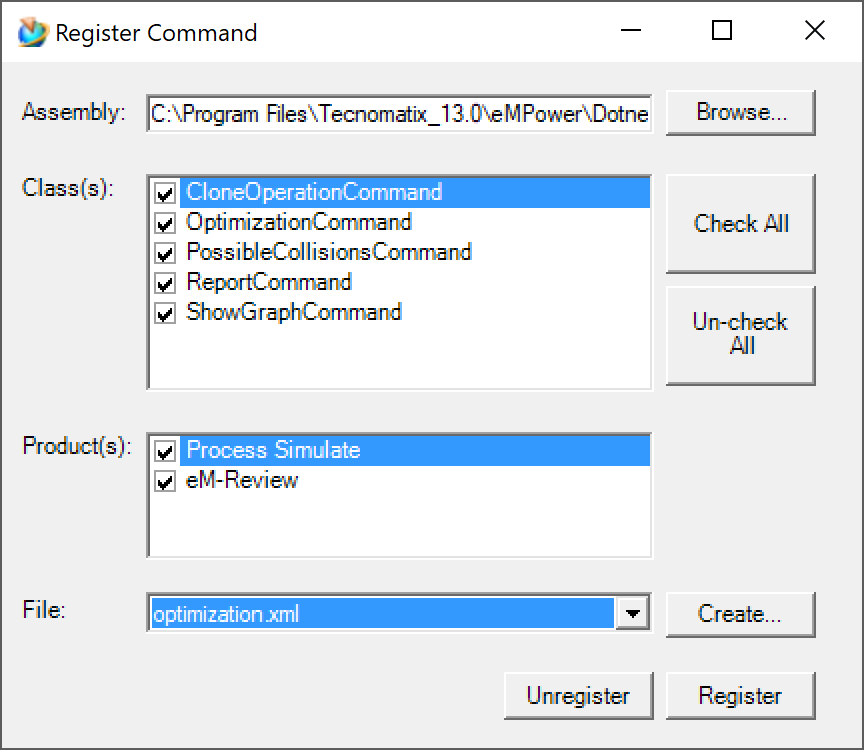 Register Command
Assembly: C:\Program Files\Tecnomatix_13.0\eMPower\Dotne Browse...
Class(s):
CloneOperationCommand
OptimizationCommand
PossibleCollisionsCommand
ReportCommand
ShowGraphCommand
Check All
Un-check
All
Product(s):
Process Simulate
eM-Review
File: optimization.xml Create...
Unregister Register